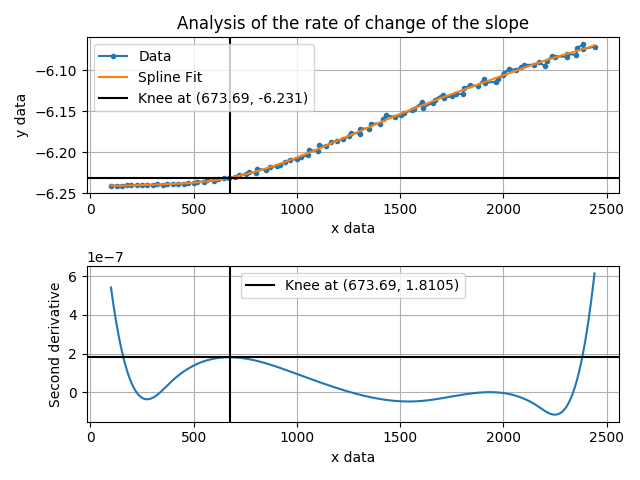 Analysis of the rate of change of the slope
Data
Spline Fit
Knee at (673.69, -6.231)
y data
−6.10
−6.15
−6.20
−6.25
0 500 1000 1500 2000 2500
x data
1e−7
Knee at (673.69, 1.8105)
Second derivative
6
4
2
0
0 500 1000 1500 2000 2500
x data